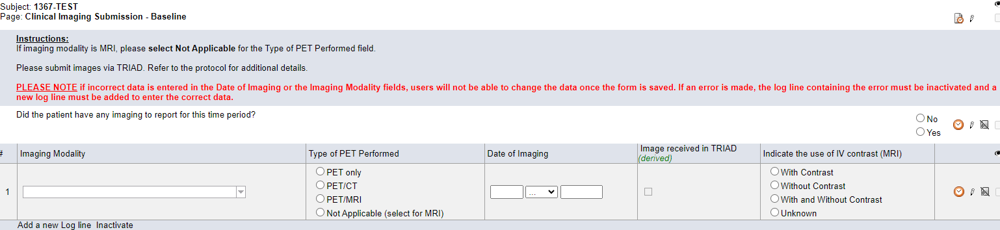 Subject: 1367-TEST
Page: Clinical Imaging Submission - Baseline
Instructions:
If imaging modality is MRI, please select Not Applicable for the Type of PET Performed field.
Please submit images via TRIAD. Refer to the protocol for additional details.
PLEASE NOTE if incorrect data is entered in the Date of Imaging or the Imaging Modality fields, users will not be able to change the data once the form is saved. If an error is made, the log line containing the error must be inactivated and a
new log line must be added to enter the correct data.
Did the patient have any imaging to report for this time period?
No
Yes
# Imaging Modality Type of PET Performed Date of Imaging Image received in TRIAD (derived) Indicate the use of IV contrast (MRI)
1
PET only
PET/CT
PET/MRI
Not Applicable (select for MRI)
...
With Contrast
Without Contrast
With and Without Contrast
Unknown
Add a new Log line Inactivate